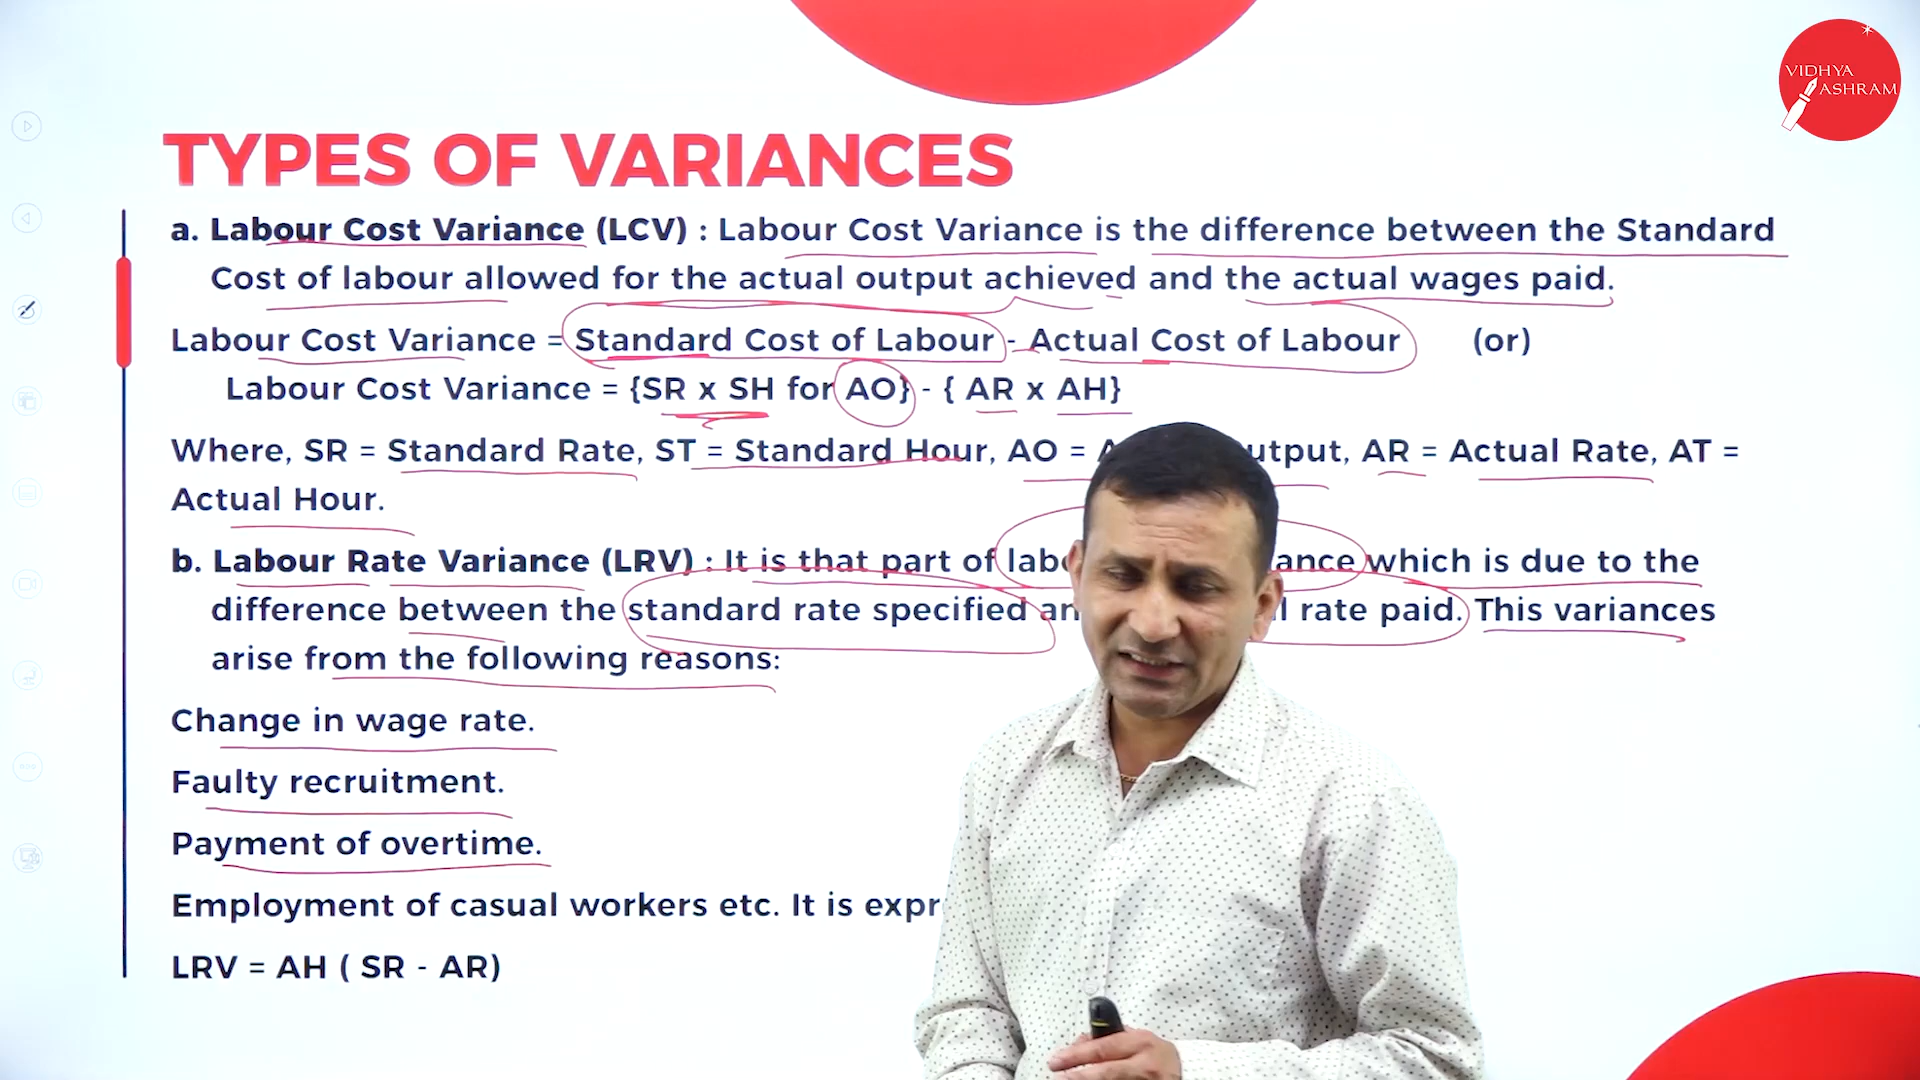 VIDHYA
ASHRAM
TYPES OF VARIANCES
a. Labour Cost Variance (LCV) : Labour Cost Variance is the difference between the Standard
Cost of labour allowed for the actual output achieved and the actual wages paid.
Labour Cost Variance = Standard Cost of Labour - Actual Cost of Labour (or)
Labour Cost Variance = {SR x SH for AO} - { AR x AH}
Where, SR = Standard Rate, ST = Standard Hour, AO = utput, AR = Actual Rate, AT =
Actual Hour.
b. Labour Rate Variance (LRV) : It is that part of lab ance which is due to the
difference between the standard rate specified an l rate paid. This variances
arise from the following reasons:
Change in wage rate.
Faulty recruitment.
Payment of overtime.
Employment of casual workers etc. It is expr
LRV = AH ( SR - AR)